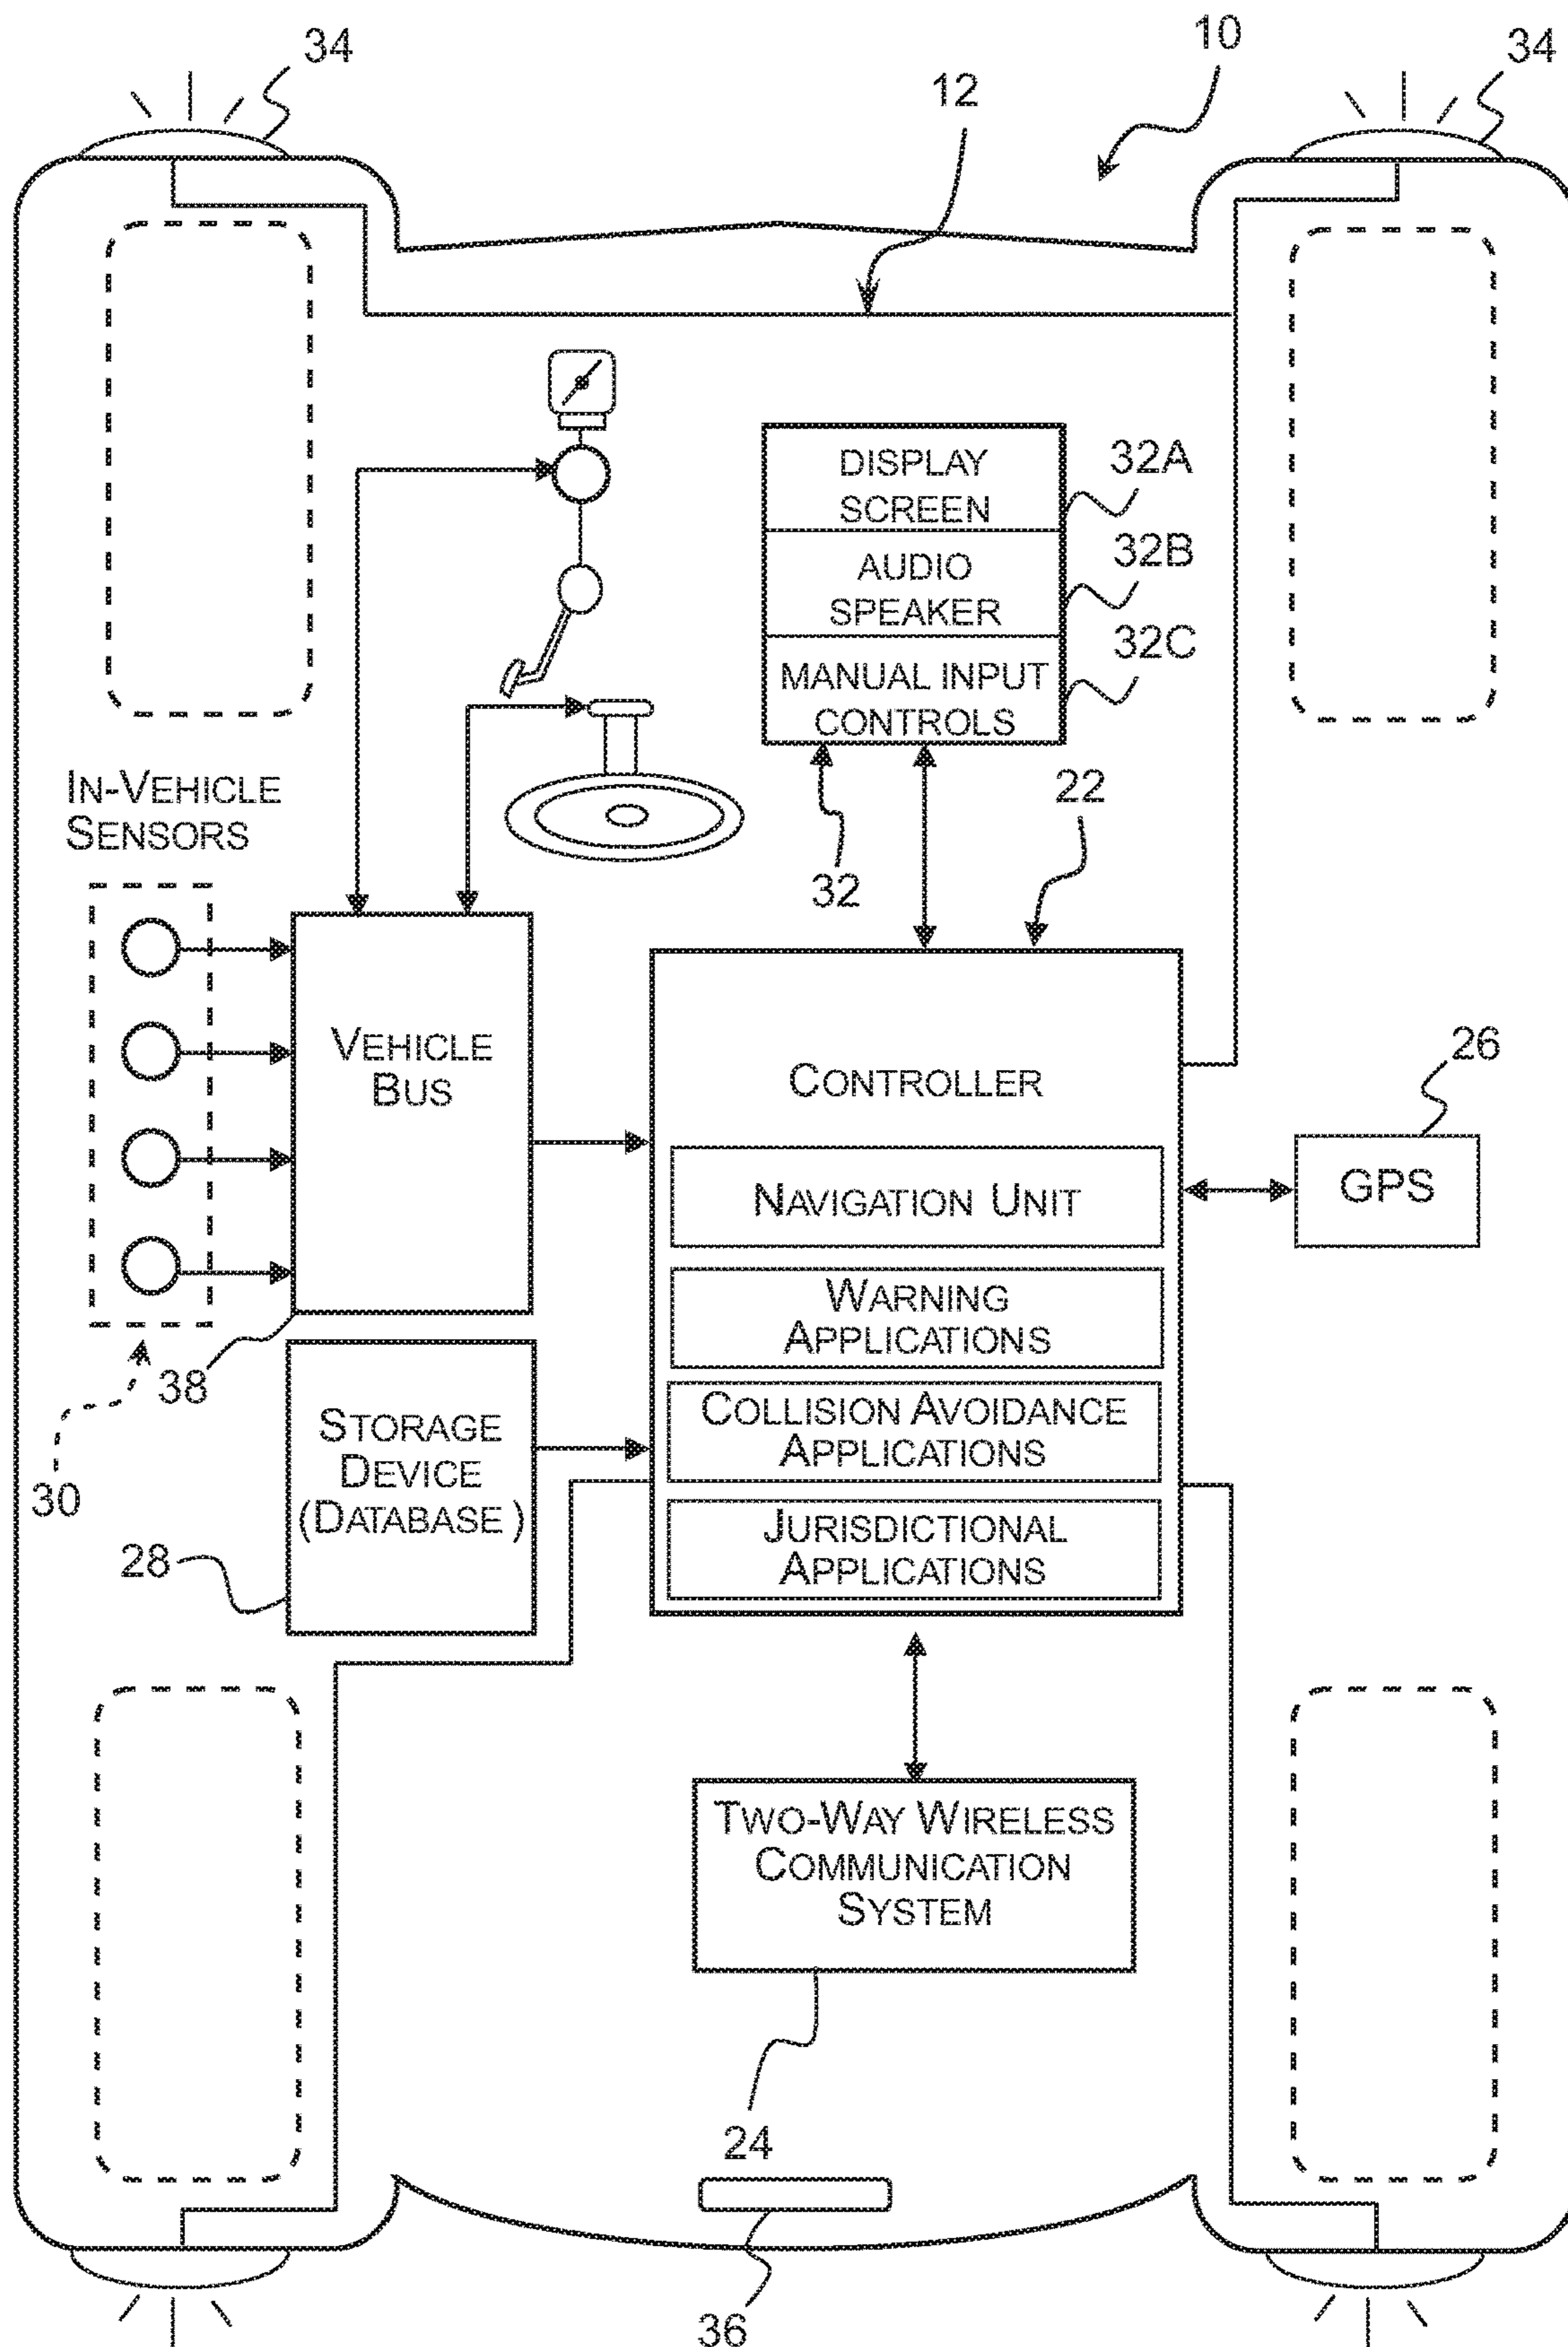 34
12
10
34
DISPLAY
SCREEN
32A
AUDIO
SPEAKER
32B
MANUAL INPUT
CONTROLS
32C
32
22
IN-VEHICLE
SENSORS
VEHICLE
BUS
38
30
STORAGE
DEVICE
(DATABASE)
28
CONTROLLER
NAVIGATION UNIT
WARNING
APPLICATIONS
COLLISION AVOIDANCE
APPLICATIONS
JURISDICTIONAL
APPLICATIONS
26
GPS
TWO-WAY WIRELESS
COMMUNICATION
SYSTEM
24
36